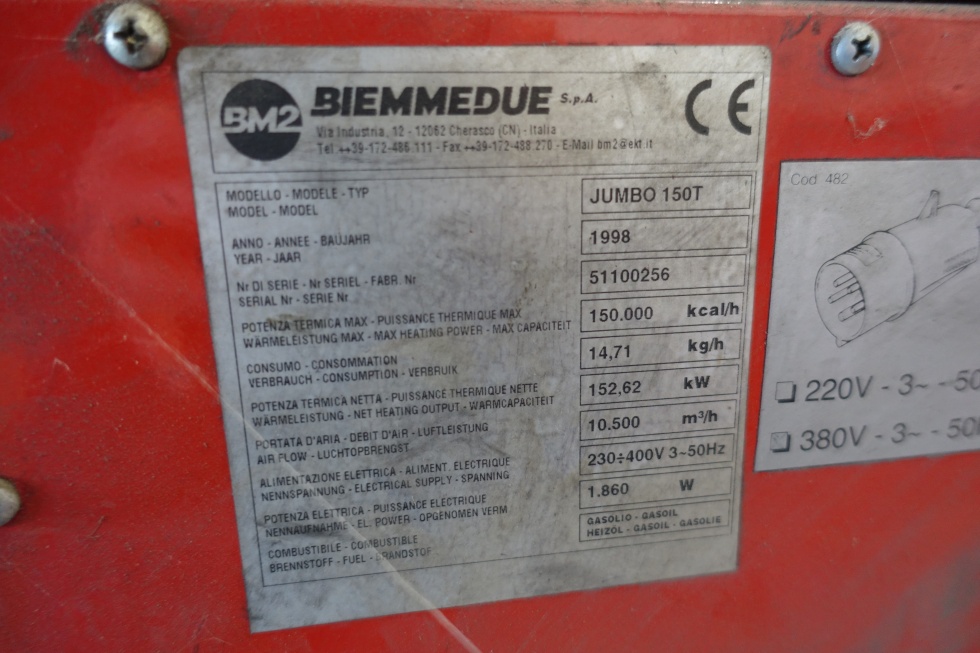 BM2 BIEMMEDUE S.p.A. CE
Via Industria, 12 - 12062 Cherasco (CN) - Italia
Tel ++39-172-486.111 - Fax ++39-172-488.270 - E-Mail bm2@ekt.it
MODELLO - MODELE - TYP
MODEL - MODEL
JUMBO 150T
ANNO - ANNEE - BAUJAHR
YEAR - JAAR
1998
Nr DI SERIE - Nr SERIEL - FABR. Nr
SERIAL Nr - SERIE Nr
51100256
POTENZA TERMICA MAX - PUISSANCE THERMIQUE MAX
WÄRMELEISTUNG MAX - MAX HEATING POWER - MAX CAPACITEIT
150.000 kcal/h
CONSUMO - CONSOMMATION
VERBRAUCH - CONSUMPTION - VERBRUIK
14,71 kg/h
POTENZA TERMICA NETTA - PUISSANCE THERMIQUE NETTE
WÄRMELEISTUNG - NET HEATING OUTPUT - WARMCAPACITEIT
152,62 kW
PORTATA D'ARIA - DEBIT D'AIR - LUFTLEISTUNG
AIR FLOW - LUCHTOPBRENGST
10.500 m³/h
ALIMENTAZIONE ELETTRICA - ALIMENT. ELECTRIQUE
NENNSPANNUNG - ELECTRICAL SUPPLY - SPANNING
230÷400V 3~50Hz
POTENZA ELETTRICA - PUISSANCE ELECTRIQUE
NENNAUFNAHME - EL. POWER - OPGENOMEN VERM
1.860 W
COMBUSTIBILE - COMBUSTIBLE
BRENNSTOFF - FUEL - BRANDSTOF
GASOLIO - GASOIL
HEIZÖL - GASOIL - GASOLIE
Cod 482
220V - 3~ - 50
380V - 3~ - 50